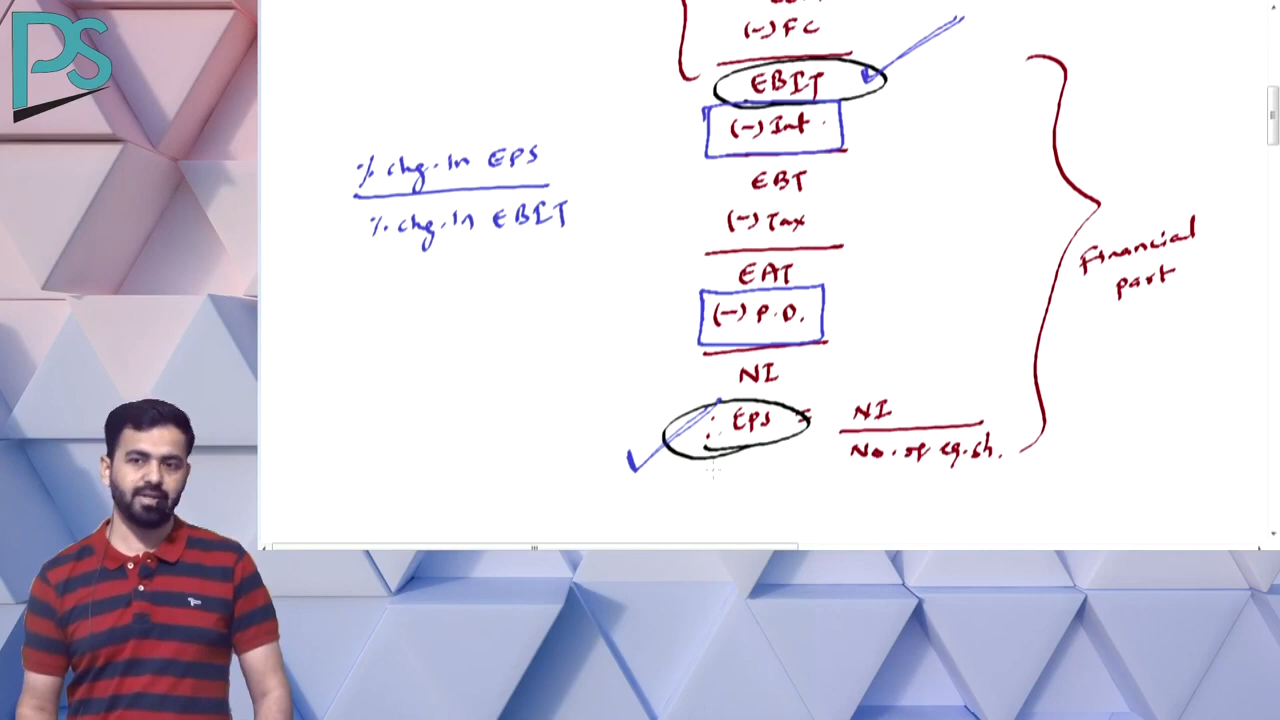 PS
(-) FC
EBIT
(-) Int.
EBT
(-) Tax
EAT
(-) P.D.
NI
∴ EPS = NI
No. of eq. sh.
% chg. In EPS
% chg. In EBIT
Financial
part